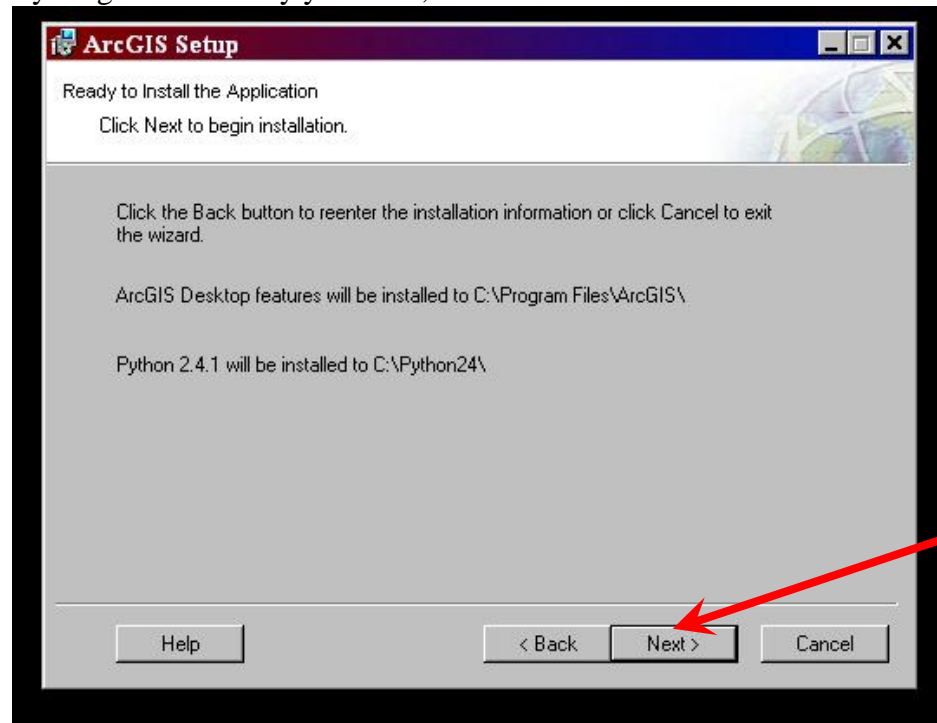 ArcGIS Setup
Ready to Install the Application
Click Next to begin installation.
Click the Back button to reenter the installation information or click Cancel to exit
the wizard.
ArcGIS Desktop features will be installed to C:\Program Files\ArcGIS\
Python 2.4.1 will be installed to C:\Python24\
Help
< Back
Next >
Cancel